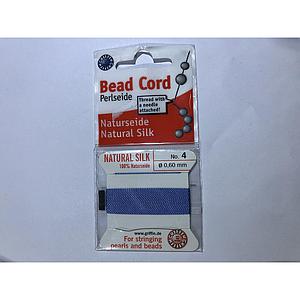 Bead Cord
Perlseide
Thread with
a needle
attached!
Naturseide
Natural Silk
NATURAL SILK
100% Naturseide
No. 4
ø 0,60 mm
www.griffin.de
For stringing
pearls and beads